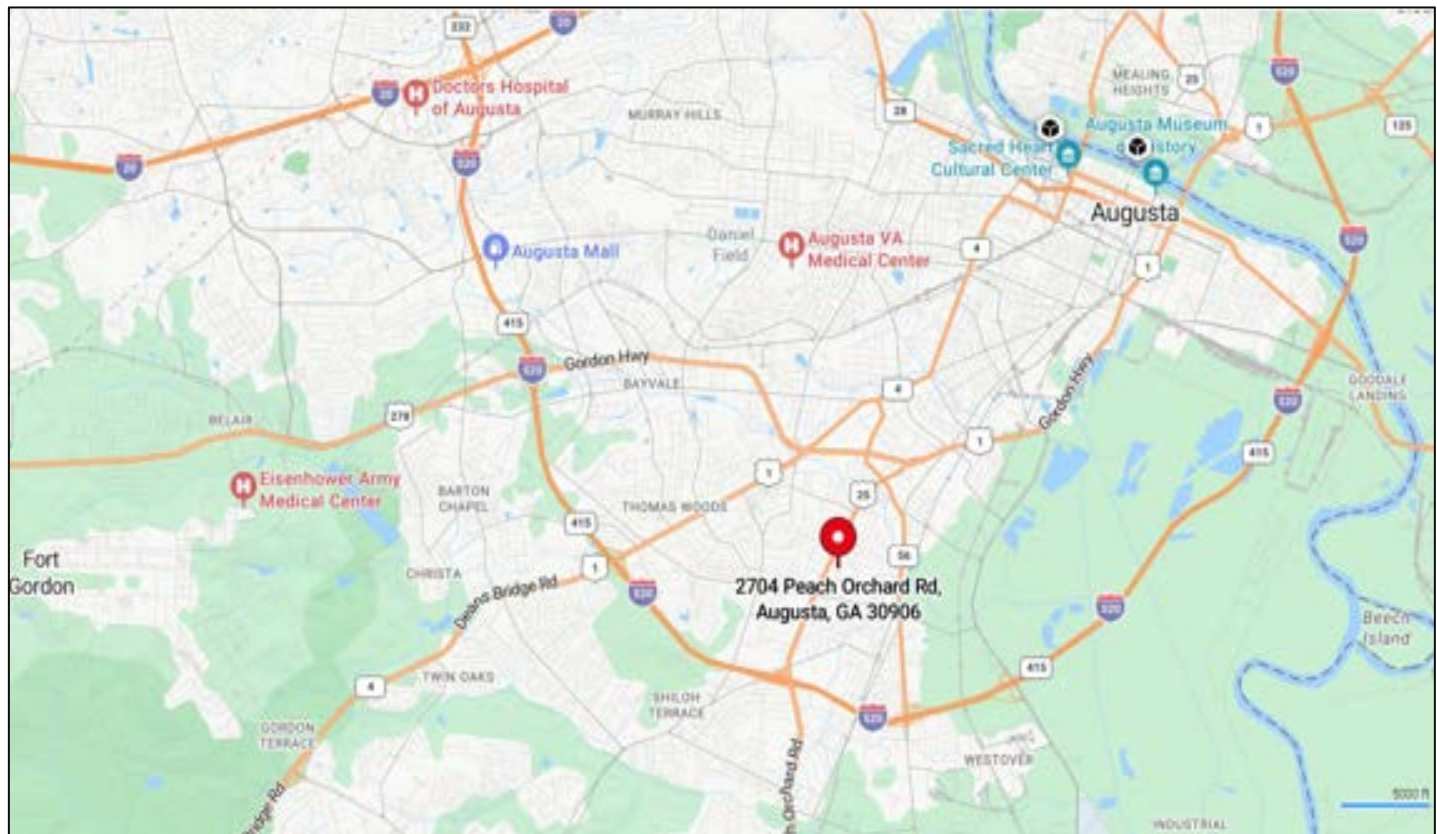 232
20
20
Doctors Hospital
of Augusta
20
520
MURRAY HILLS
28
MEALING
HEIGHTS
25
520
1
125
Augusta Museum
Sacred Heart
Cultural Center
Augusta
Augusta Mall
Daniel
Field
Augusta VA
Medical Center
4
1
520
415
520
Gordon Hwy
BAYVALE
4
278
BELAIR
Gordon Hwy
1
GOODALE
LANDING
520
415
Eisenhower Army
Medical Center
BARTON
CHAPEL
THOMAS WOODS
1
25
415
56
Fort
Gordon
CHRISTA
1
Deans Bridge Rd
520
2704 Peach Orchard Rd,
Augusta, GA 30906
520
Beech
Island
415
TWIN OAKS
4
SHILOH
TERRACE
520
GORDON
TERRACE
WESTOVER
h Orchard Rd
ridge Rd
5000 ft
INDUSTRIAL